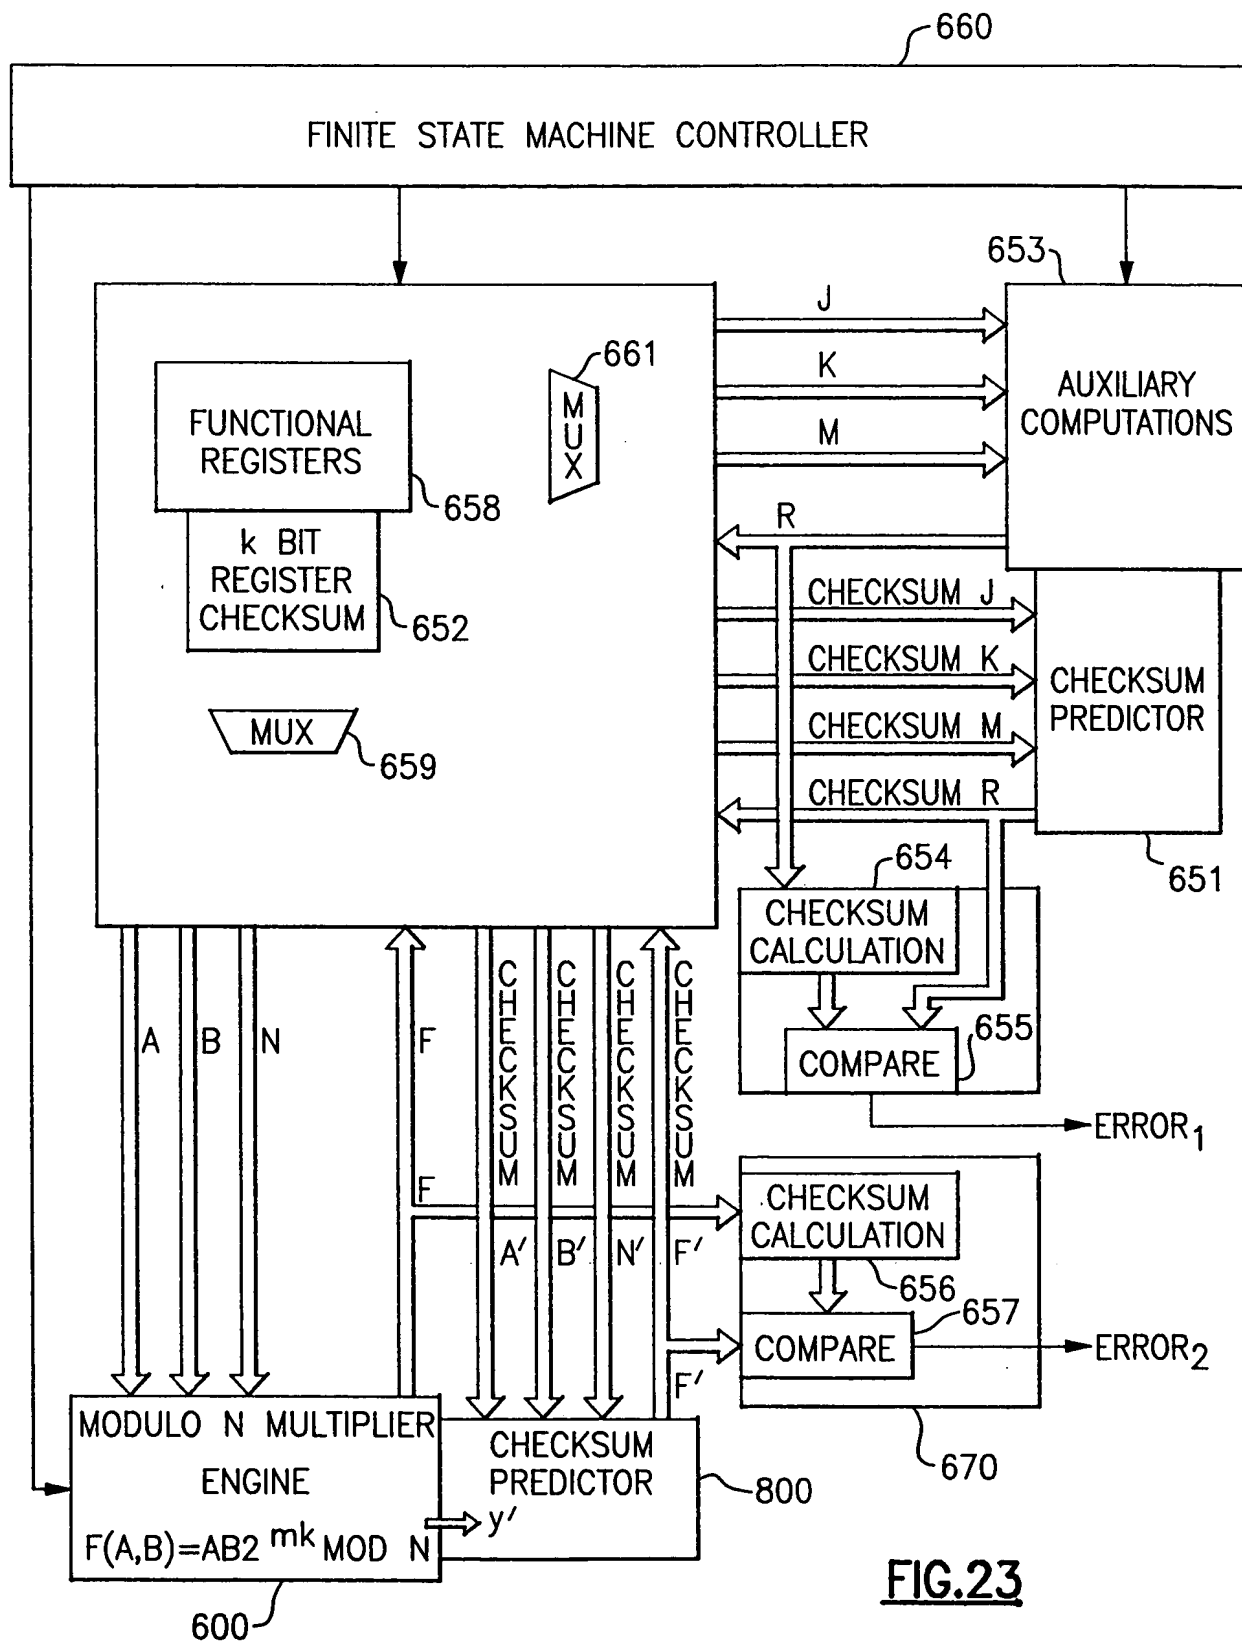 660
FINITE STATE MACHINE CONTROLLER
653
J
661
K
M
MUX
AUXILIARY
COMPUTATIONS
FUNCTIONAL
REGISTERS
658
R
k BIT
REGISTER
CHECKSUM
652
CHECKSUM J
CHECKSUM K
CHECKSUM M
CHECKSUM R
CHECKSUM
PREDICTOR
651
MUX
659
654
CHECKSUM
CALCULATION
655
COMPARE
ERROR1
A
B
N
F
CHECKSUM
CHECKSUM
CHECKSUM
CHECKSUM
F
A′
B′
N′
F′
CHECKSUM
CALCULATION
656
657
COMPARE
ERROR2
F′
670
MODULO N MULTIPLIER
ENGINE
F(A,B)=AB2 mk MOD N
600
CHECKSUM
PREDICTOR
800
y′
FIG.23